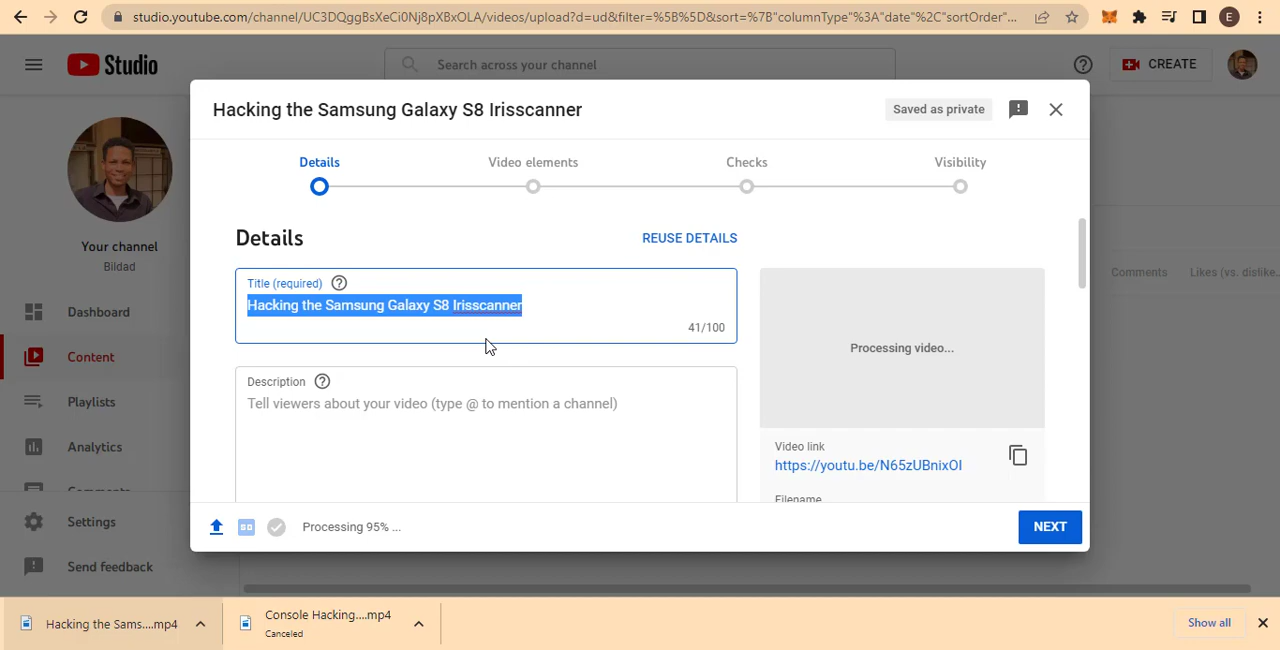 studio.youtube.com/channel/UC3DQggBsXeCi0Nj8pXBxOLA/videos/upload?d=ud&filter=%5B%5D&sort=%7B"columnType"%3A"date"%2C"sortOrder"...
E
Studio
Search across your channel
CREATE
Hacking the Samsung Galaxy S8 Irisscanner
Saved as private
Details
Video elements
Checks
Visibility
Details
REUSE DETAILS
Title (required)
Hacking the Samsung Galaxy S8 Irisscanner
41/100
Processing video...
Description
Tell viewers about your video (type @ to mention a channel)
Video link
https://youtu.be/N65zUBnixOI
Filename
Processing 95% ...
NEXT
Your channel
Bildad
Dashboard
Content
Playlists
Analytics
Comments
Settings
Send feedback
Comments
Likes (vs. dislike...
Hacking the Sams....mp4
Console Hacking....mp4
Canceled
Show all